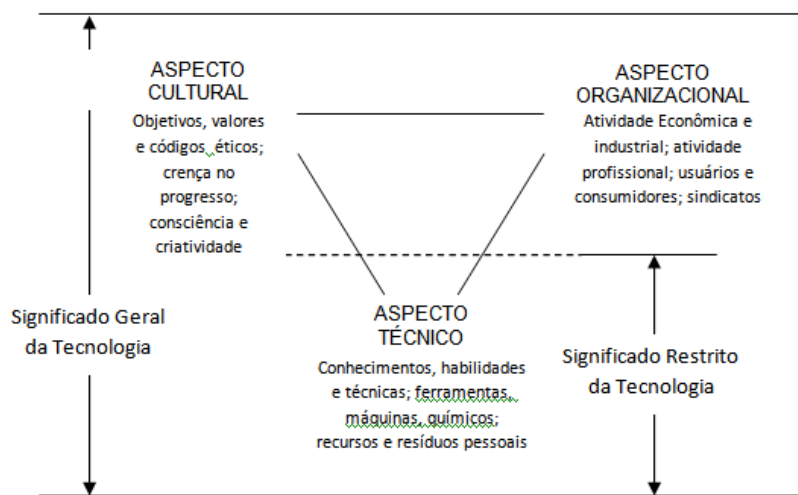 ASPECTO
CULTURAL
Objetivos, valores
e códigos, éticos;
crença no
progresso;
consciência e
criatividade
ASPECTO
ORGANIZACIONAL
Atividade Econômica e
industrial; atividade
profissional; usuários e
consumidores; sindicatos
Significado Geral
da Tecnologia
ASPECTO
TÉCNICO
Conhecimentos, habilidades
e técnicas; ferramentas,
máquinas, químicos;
recursos e resíduos pessoais
Significado Restrito
da Tecnologia